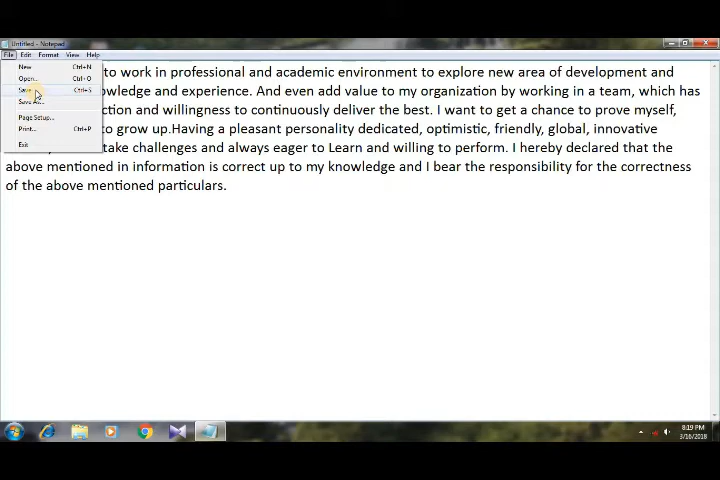 Untitled - Notepad
File Edit Format View Help
New Ctrl+N
Open... Ctrl+O
Save Ctrl+S
Save As...
Page Setup...
Print... Ctrl+P
Exit
to work in professional and academic environment to explore new area of development and
knowledge and experience. And even add value to my organization by working in a team, which has
and willingness to continuously deliver the best. I want to get a chance to prove myself,
to grow up.Having a pleasant personality dedicated, optimistic, friendly, global, innovative
take challenges and always eager to Learn and willing to perform. I hereby declared that the
above mentioned in information is correct up to my knowledge and I bear the responsibility for the correctness
of the above mentioned particulars.
8:19 PM
3/16/2018